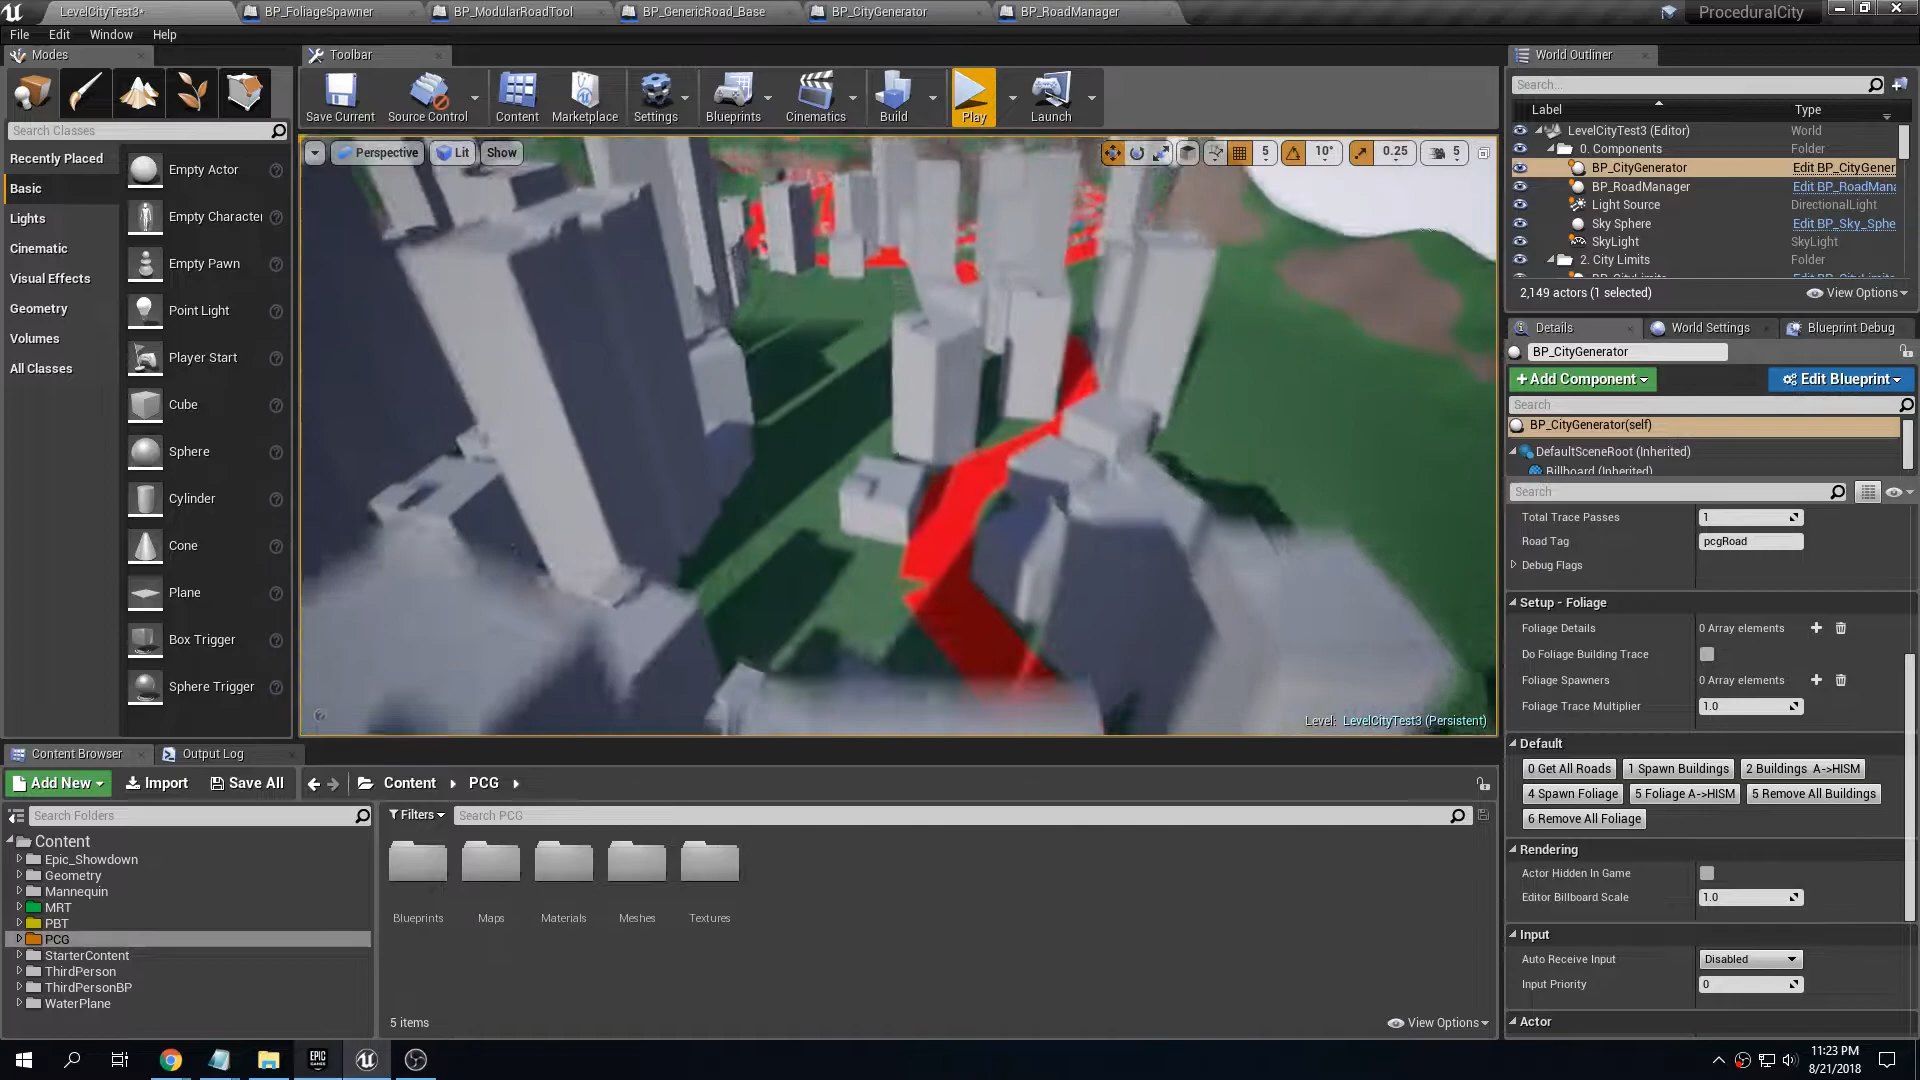 LevelCityTest3*
BP_FoliageSpawner
BP_ModularRoadTool
BP_GenericRoad_Base
BP_CityGenerator
BP_RoadManager
ProceduralCity
File Edit Window Help
Modes
Search Classes
Recently Placed
Basic
Lights
Cinematic
Visual Effects
Geometry
Volumes
All Classes
Empty Actor
Empty Character
Empty Pawn
Point Light
Player Start
Cube
Sphere
Cylinder
Cone
Plane
Box Trigger
Sphere Trigger
Toolbar
Save Current
Source Control
Content
Marketplace
Settings
Blueprints
Cinematics
Build
Play
Launch
Perspective Lit Show
5 10° 0.25 5
Level: LevelCityTest3 (Persistent)
World Outliner
Search...
Label Type
LevelCityTest3 (Editor) World
0. Components Folder
BP_CityGenerator Edit BP_CityGener
BP_RoadManager Edit BP_RoadMana
Light Source DirectionalLight
Sky Sphere Edit BP_Sky_Sphe
SkyLight SkyLight
2. City Limits Folder
BP_CityLimits Edit BP_CityLimits
2,149 actors (1 selected) View Options
Details World Settings Blueprint Debug
BP_CityGenerator
+Add Component Edit Blueprint
Search
BP_CityGenerator(self)
DefaultSceneRoot (Inherited)
Billboard (Inherited)
Search
Total Trace Passes 1
Road Tag pcgRoad
Debug Flags
Setup - Foliage
Foliage Details 0 Array elements
Do Foliage Building Trace
Foliage Spawners 0 Array elements
Foliage Trace Multiplier 1.0
Default
0 Get All Roads 1 Spawn Buildings 2 Buildings A->HISM
4 Spawn Foliage 5 Foliage A->HISM 5 Remove All Buildings
6 Remove All Foliage
Rendering
Actor Hidden In Game
Editor Billboard Scale 1.0
Input
Auto Receive Input Disabled
Input Priority 0
Actor
Content Browser Output Log
Add New Import Save All Content PCG
Search Folders
Content
Epic_Showdown
Geometry
Mannequin
MRT
PBT
PCG
StarterContent
ThirdPerson
ThirdPersonBP
WaterPlane
Filters Search PCG
Blueprints Maps Materials Meshes Textures
5 items View Options
EPIC GAMES
11:23 PM
8/21/2018